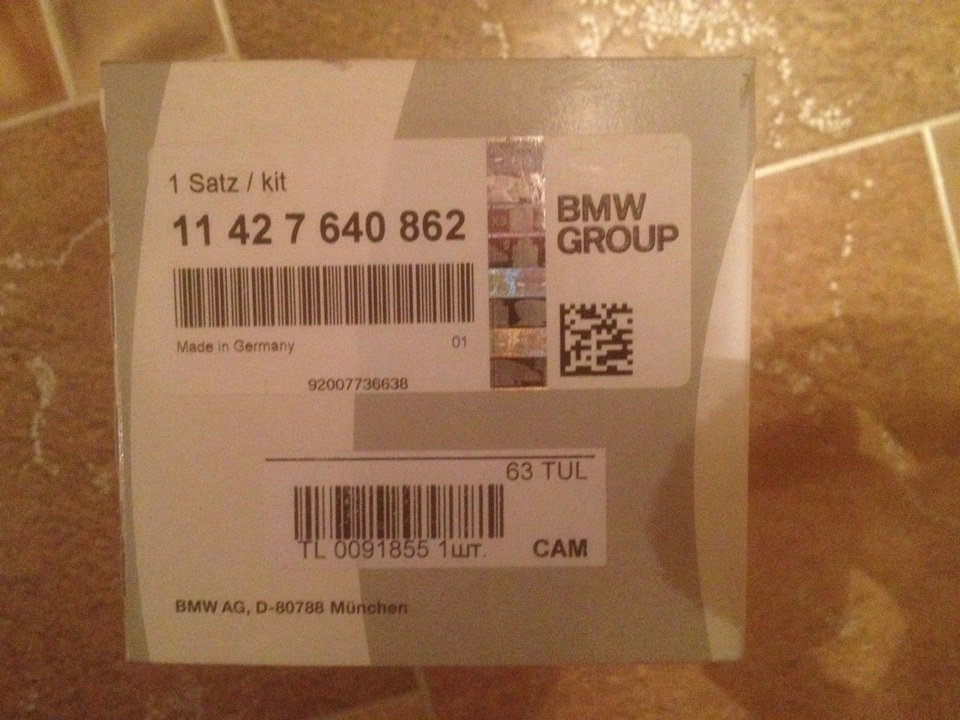 1 Satz / kit
11 42 7 640 862
BMW
GROUP
Made in Germany
01
92007736638
63 TUL
TL 0091855 1шт.
CAM
BMW AG, D-80788 München